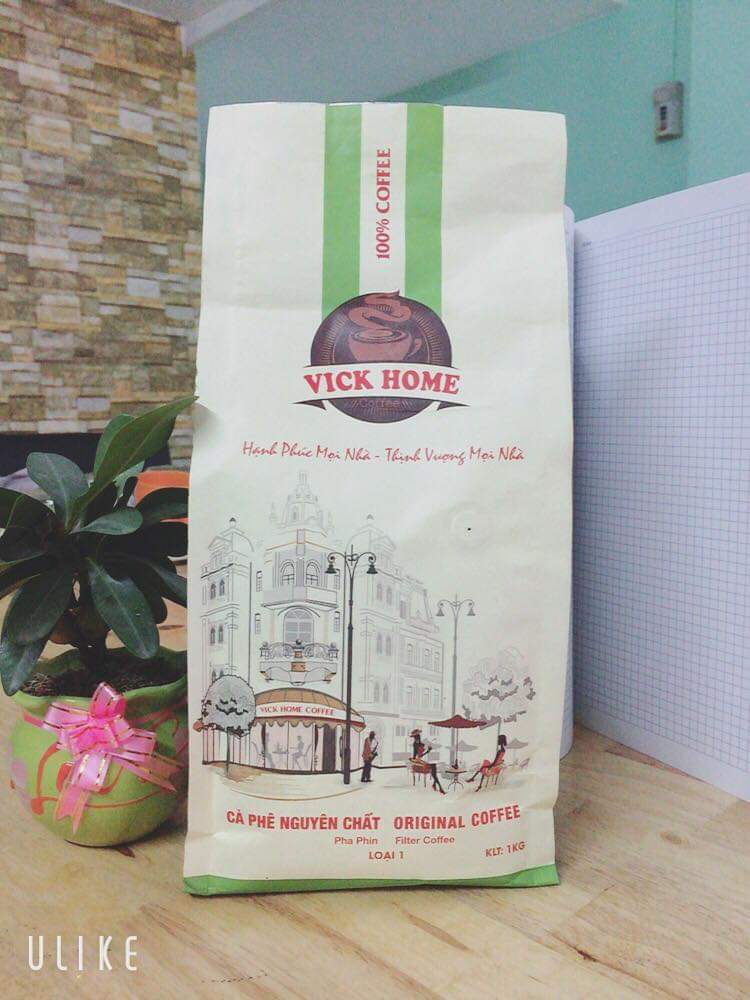 100% COFFEE
VICK HOME
Coffee
Hạnh Phúc Mọi Nhà - Thịnh Vượng Mọi Nhà
VICK HOME COFFEE
CÀ PHÊ NGUYÊN CHẤT ORIGINAL COFFEE
Pha Phin Filter Coffee
LOẠI 1
KLT: 1KG
ULIKE